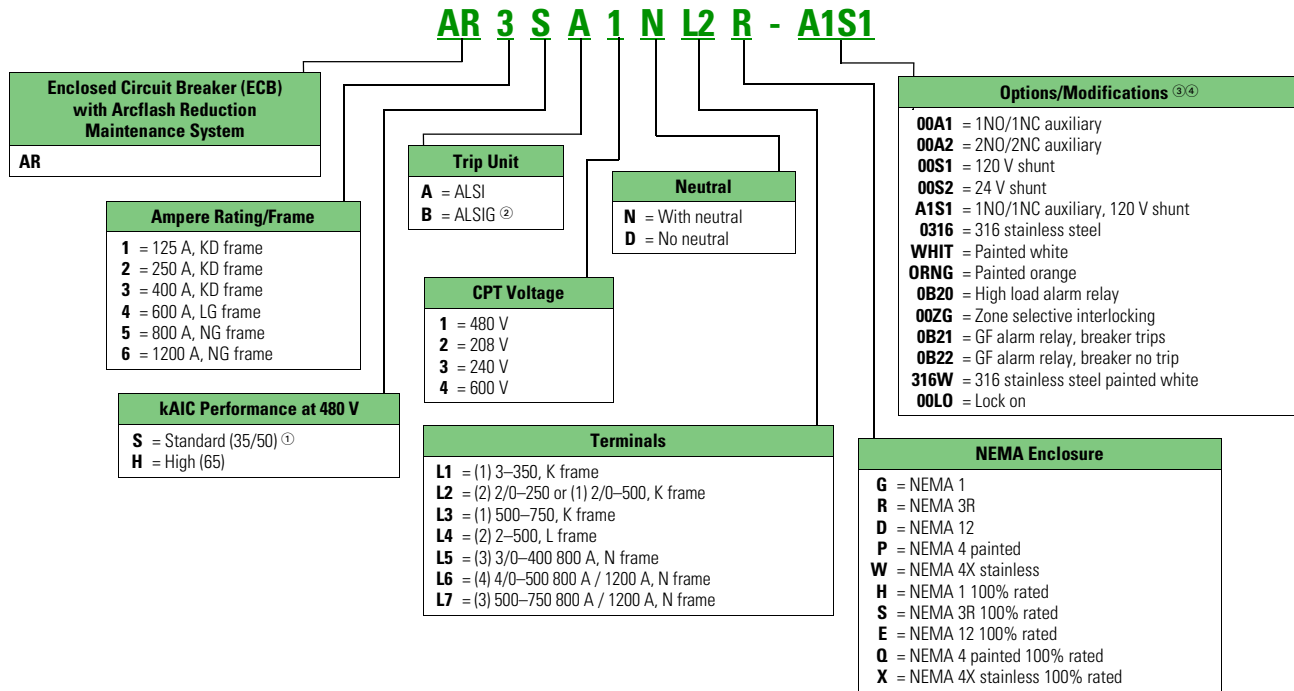 AR 3 S A 1 N L2 R - A1S1
Enclosed Circuit Breaker (ECB)
with Arcflash Reduction
Maintenance System
AR
Ampere Rating/Frame
1 = 125 A, KD frame
2 = 250 A, KD frame
3 = 400 A, KD frame
4 = 600 A, LG frame
5 = 800 A, NG frame
6 = 1200 A, NG frame
kAIC Performance at 480 V
S = Standard (35/50) ①
H = High (65)
Trip Unit
A = ALSI
B = ALSIG ②
CPT Voltage
1 = 480 V
2 = 208 V
3 = 240 V
4 = 600 V
Neutral
N = With neutral
D = No neutral
Terminals
L1 = (1) 3–350, K frame
L2 = (2) 2/0–250 or (1) 2/0–500, K frame
L3 = (1) 500–750, K frame
L4 = (2) 2–500, L frame
L5 = (3) 3/0–400 800 A, N frame
L6 = (4) 4/0–500 800 A / 1200 A, N frame
L7 = (3) 500–750 800 A / 1200 A, N frame
Options/Modifications ③④
00A1 = 1NO/1NC auxiliary
00A2 = 2NO/2NC auxiliary
00S1 = 120 V shunt
00S2 = 24 V shunt
A1S1 = 1NO/1NC auxiliary, 120 V shunt
0316 = 316 stainless steel
WHIT = Painted white
ORNG = Painted orange
0B20 = High load alarm relay
00ZG = Zone selective interlocking
0B21 = GF alarm relay, breaker trips
0B22 = GF alarm relay, breaker no trip
316W = 316 stainless steel painted white
00LO = Lock on
NEMA Enclosure
G = NEMA 1
R = NEMA 3R
D = NEMA 12
P = NEMA 4 painted
W = NEMA 4X stainless
H = NEMA 1 100% rated
S = NEMA 3R 100% rated
E = NEMA 12 100% rated
Q = NEMA 4 painted 100% rated
X = NEMA 4X stainless 100% rated